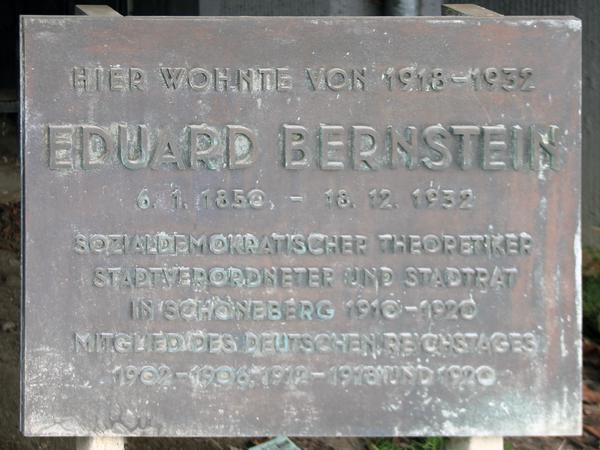 HIER WOHNTE VON 1918-1932
EDUARD BERNSTEIN
6. 1. 1850. - 18. 12. 1932
SOZIALDEMOKRATISCHER THEORETIKER
STADTVERORDNETER UND STADTRAT
IN SCHÖNEBERG 1910-1920
MITGLIED DES DEUTSCHEN REICHSTAGES
1902-1906, 1912-1918 UND 1920